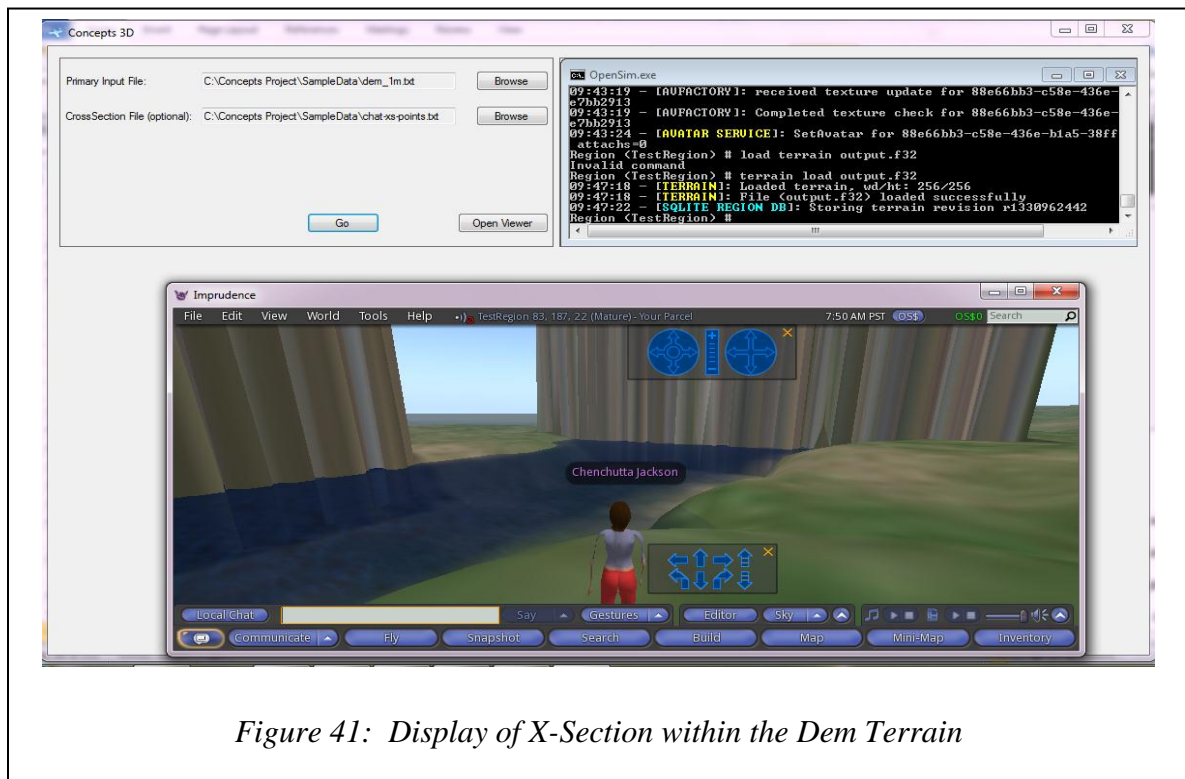 Concepts 3D
Primary Input File: C:\Concepts Project\SampleData\dem_1m.txt Browse
CrossSection File (optional): C:\Concepts Project\SampleData\chat-xs-points.txt Browse
Go Open Viewer
OpenSim.exe
09:43:19 - [AVFACTORY]: received texture update for 88e66bb3-c58e-436e-
e7bb2913
09:43:19 - [AVFACTORY]: Completed texture check for 88e66bb3-c58e-436e-
e7bb2913
09:43:24 - [AVATAR SERVICE]: SetAvatar for 88e66bb3-c58e-436e-b1a5-38ff
attachs=0
Region (TestRegion) # load terrain output.f32
Invalid command
Region (TestRegion) # terrain load output.f32
09:47:18 - [TERRAIN]: Loaded terrain, wd/ht: 256/256
09:47:18 - [TERRAIN]: File (output.f32) loaded successfully
09:47:22 - [SQLITE REGION DB]: Storing terrain revision r1330962442
Region (TestRegion) #
Imprudence
File Edit View World Tools Help TestRegion 83, 187, 22 (Mature) - Your Parcel 7:50 AM PST OS$ OS$0 Search
Chenchutta Jackson
Local Chat Say Gestures Editor Sky
Communicate Fly Snapshot Search Build Map Mini-Map Inventory
Figure 41: Display of X-Section within the Dem Terrain